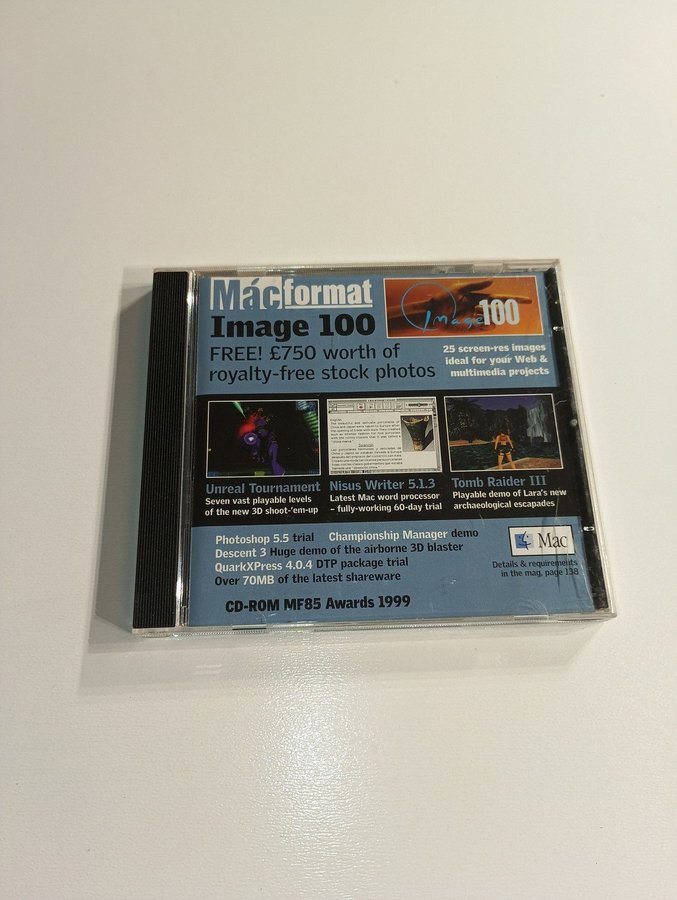 Mácformat
Image 100
FREE! £750 worth of
royalty-free stock photos
Image 100
25 screen-res images
ideal for your Web &
multimedia projects
Unreal Tournament
Seven vast playable levels
of the new 3D shoot-'em-up
Nisus Writer 5.1.3
Latest Mac word processor
– fully-working 60-day trial
Tomb Raider III
Playable demo of Lara's new
archaeological escapades
Photoshop 5.5 trial Championship Manager demo
Descent 3 Huge demo of the airborne 3D blaster
QuarkXPress 4.0.4 DTP package trial
Over 70MB of the latest shareware
Mac
Details & requirements
in the mag, page 138
CD-ROM MF85 Awards 1999